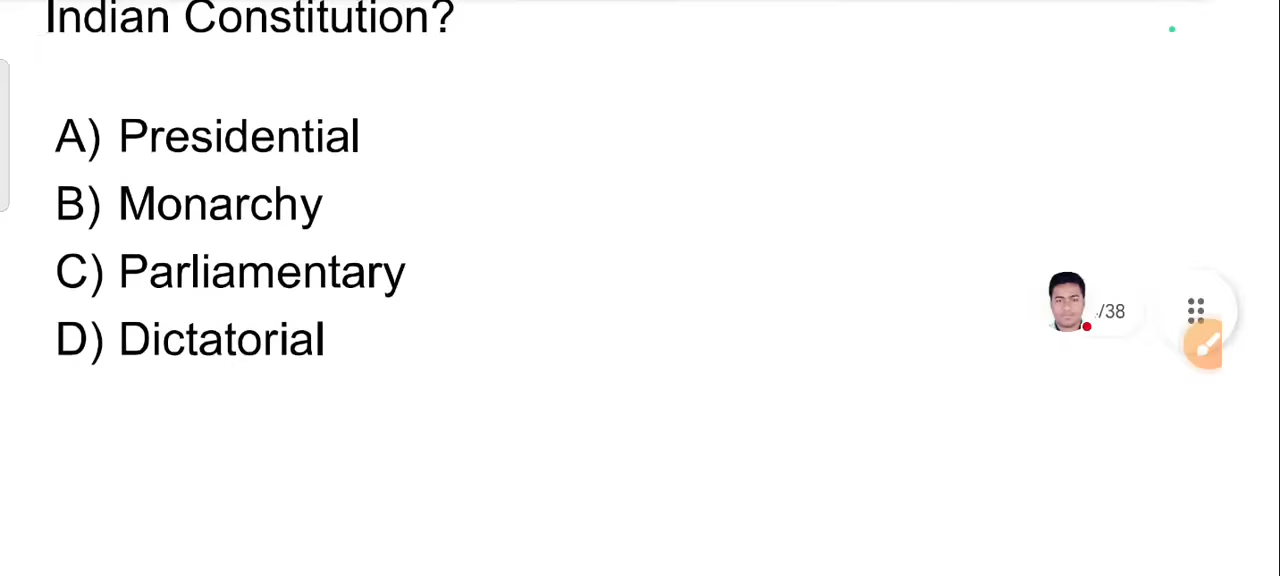 Indian Constitution?
A) Presidential
B) Monarchy
C) Parliamentary
D) Dictatorial
/38